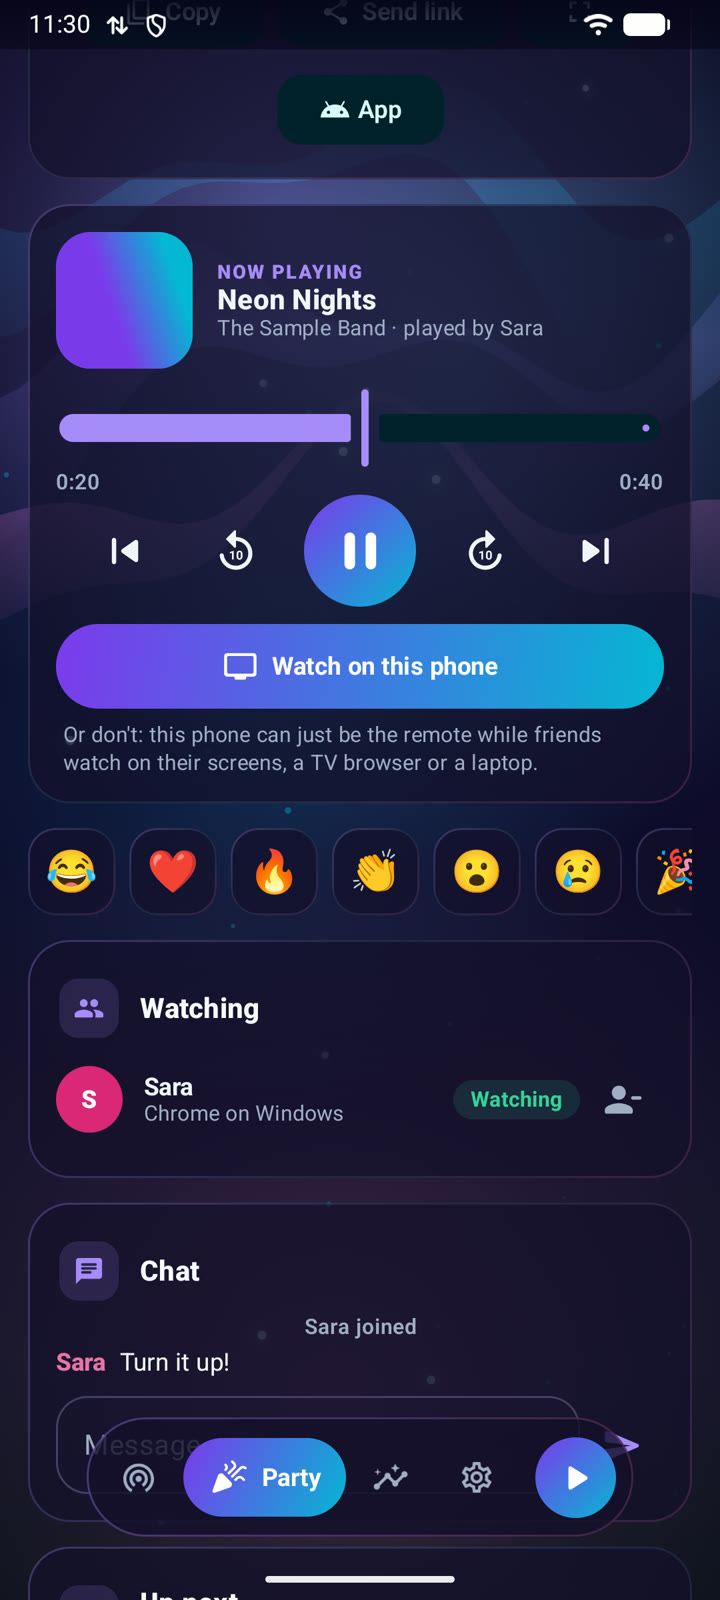 11:30
Copy
Send link
App
NOW PLAYING
Neon Nights
The Sample Band · played by Sara
0:20
0:40
10
10
Watch on this phone
Or don't: this phone can just be the remote while friends
watch on their screens, a TV browser or a laptop.
Watching
S
Sara
Chrome on Windows
Watching
Chat
Sara joined
Sara Turn it up!
Message
Party
Up next